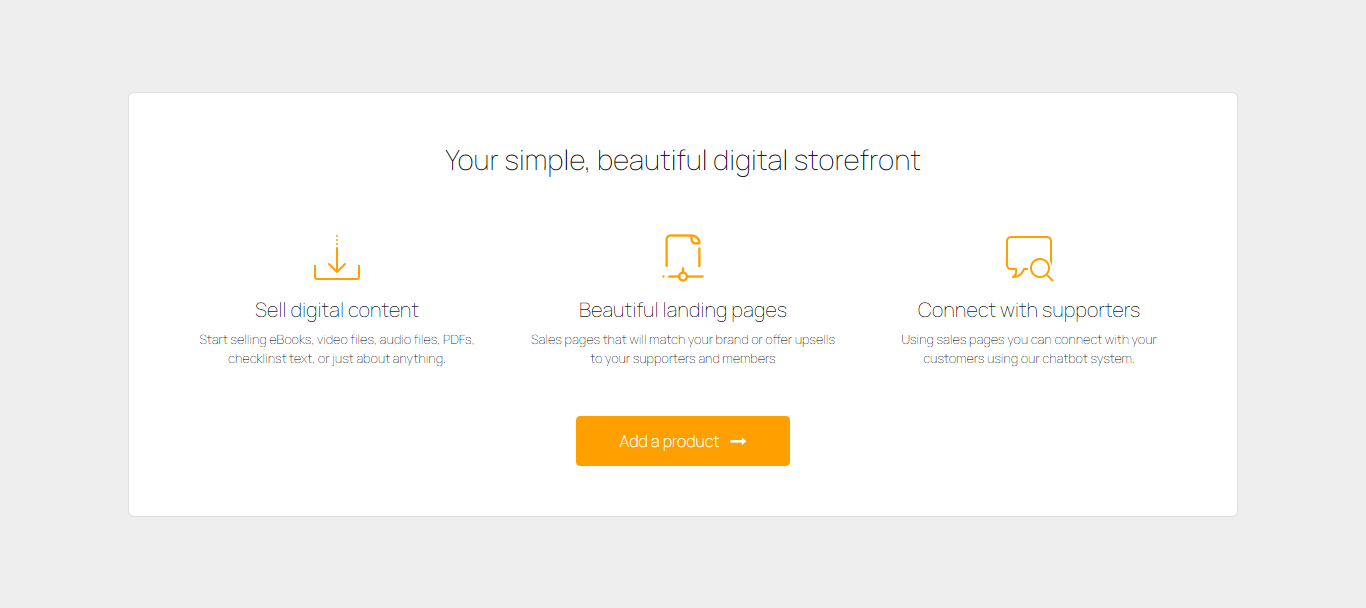 Your simple, beautiful digital storefront
Sell digital content
Start selling eBooks, video files, audio files, PDFs,
checklinst text, or just about anything.
Beautiful landing pages
Sales pages that will match your brand or offer upsells
to your supporters and members
Connect with supporters
Using sales pages you can connect with your
customers using our chatbot system.
Add a product